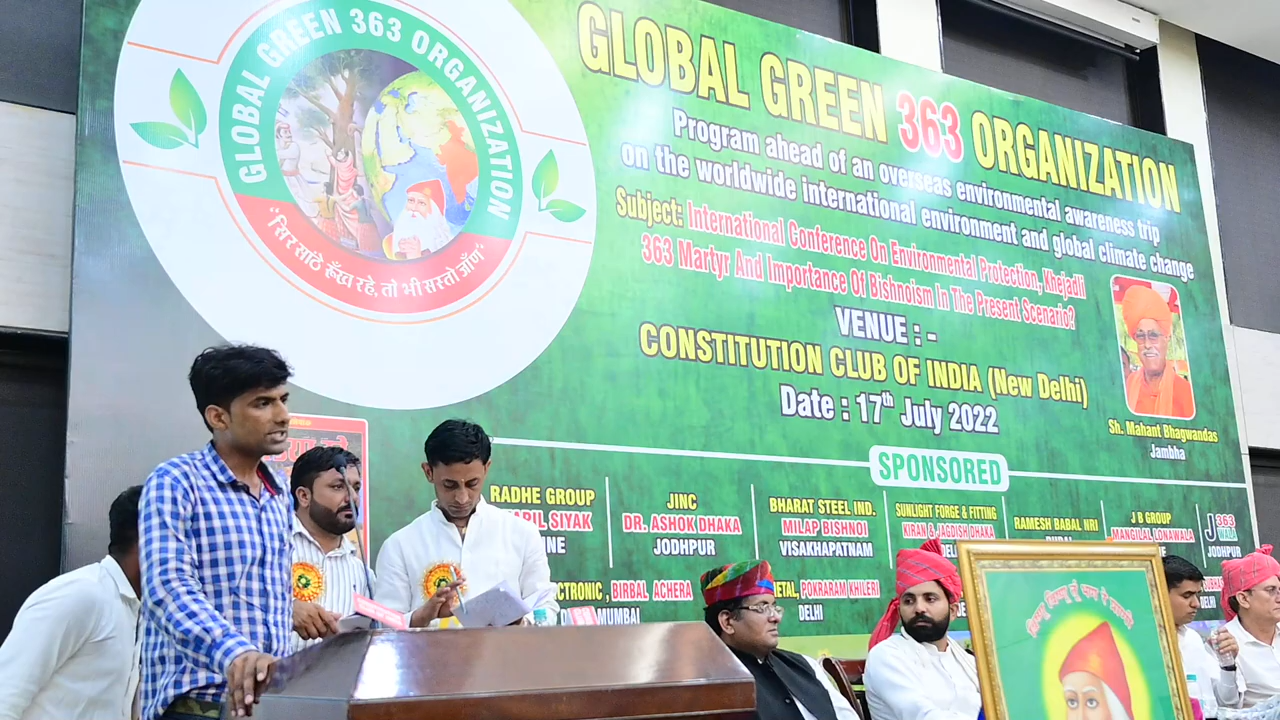 GLOBAL GREEN 363 ORGANIZATION
"सिर सांठे रूँख रहे, तो भी सस्तो जाँण"
GLOBAL GREEN 363 ORGANIZATION
Program ahead of an overseas environmental awareness trip
on the worldwide international environment and global climate change
Subject: International Conference On Environmental Protection, Khejadli
363 Martyr And Importance Of Bishnoism In The Present Scenario?
VENUE : -
CONSTITUTION CLUB OF INDIA (New Delhi)
Date : 17th July 2022
Sh. Mahant Bhagwandas
Jambha
SPONSORED
RADHE GROUP
SIYAK
JINC
DR. ASHOK DHAKA
JODHPUR
BHARAT STEEL IND.
MILAP BISHNOI
VISAKHAPATNAM
SUNLIGHT FORGE & FITTING
KIRAN & JAGDISH DHAKA
RAMESH BABAL NRI
J B GROUP
MANGILAL LONAWALA
J 363 WALA
JODHPUR
BIRBAL ACHERA
MUMBAI
POKRARAM KHILERI
DELHI